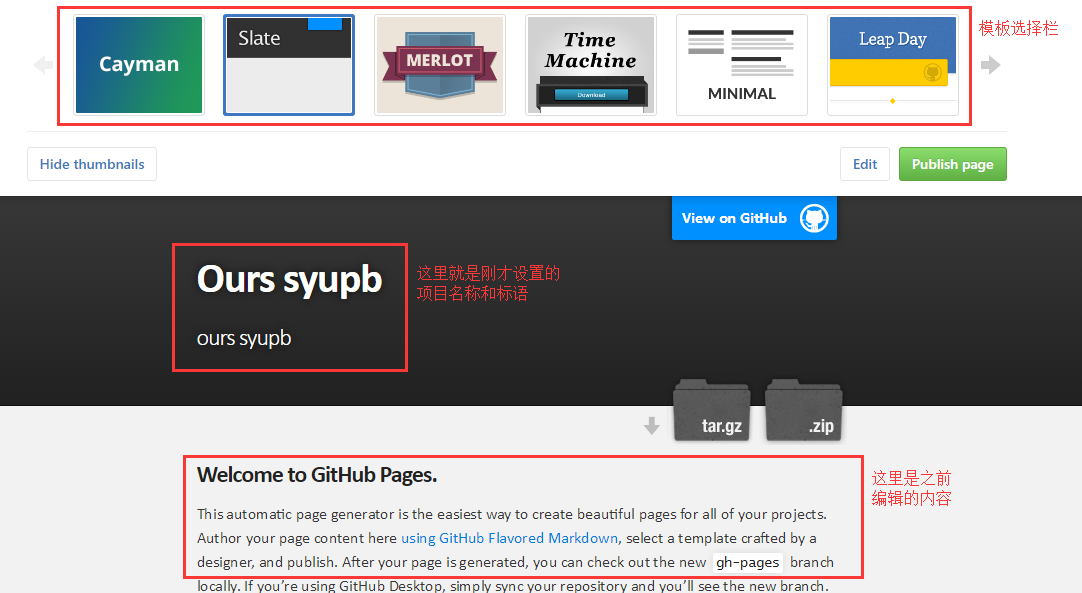 Cayman
Slate
MERLOT
Time
Machine
Download
MINIMAL
Leap Day
模板选择栏
Hide thumbnails
Edit
Publish page
View on GitHub
Ours syupb
ours syupb
这里就是刚才设置的
项目名称和标语
tar.gz
.zip
Welcome to GitHub Pages.
This automatic page generator is the easiest way to create beautiful pages for all of your projects.
Author your page content here using GitHub Flavored Markdown, select a template crafted by a
designer, and publish. After your page is generated, you can check out the new gh-pages branch
locally. If you're using GitHub Desktop, simply sync your repository and you'll see the new branch.
这里是之前
编辑的内容